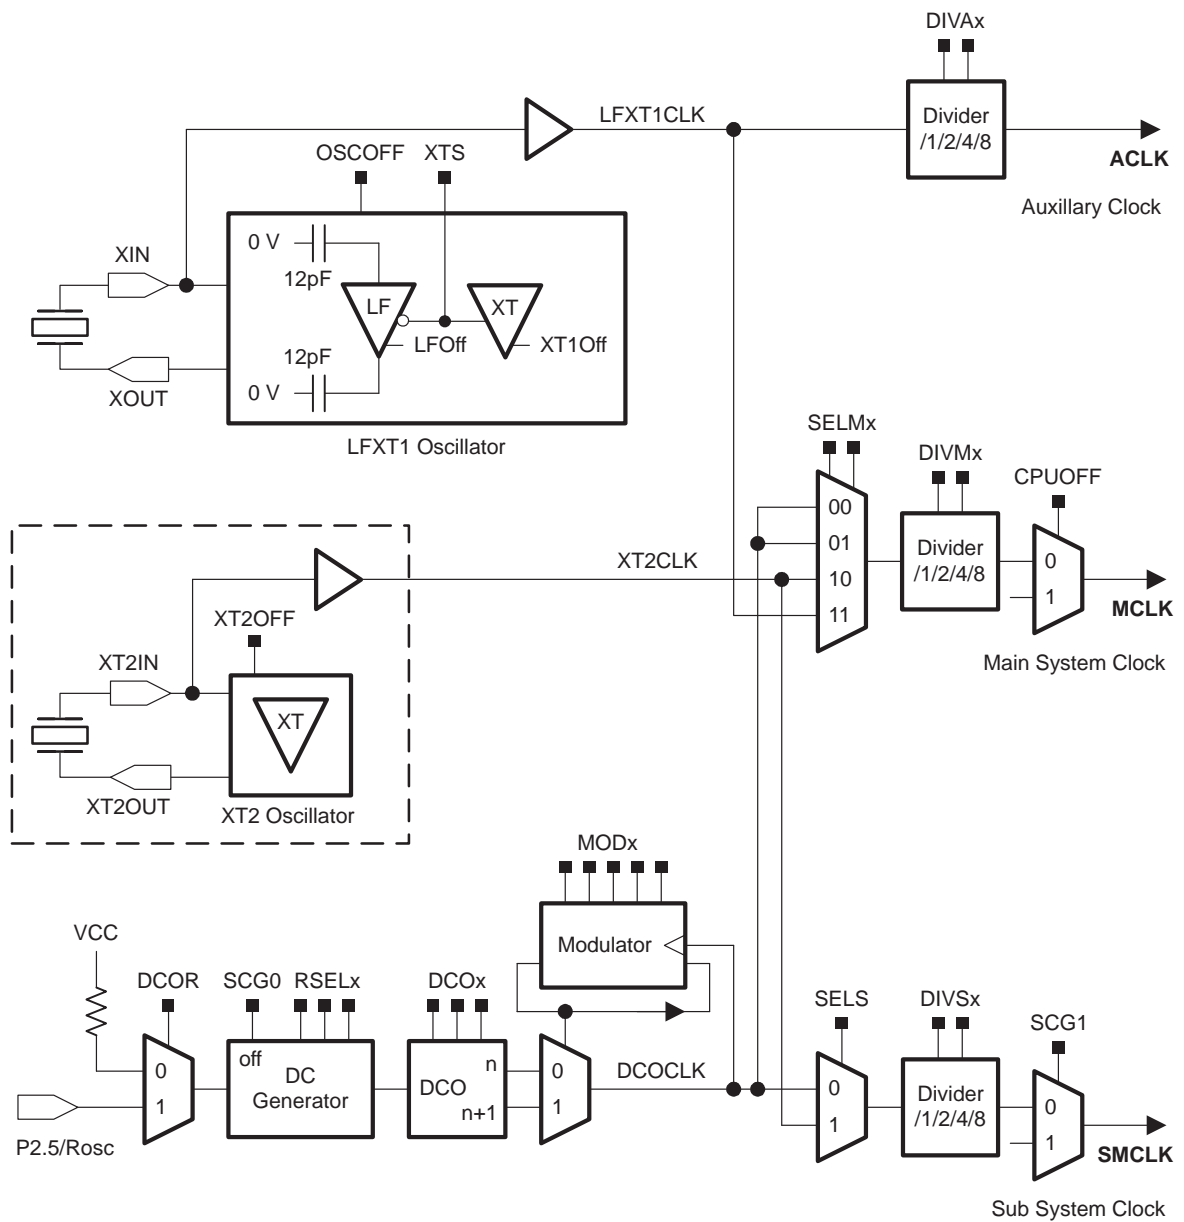 DIVAx
LFXT1CLK
Divider
/1/2/4/8
ACLK
Auxillary Clock
OSCOFF
XTS
XIN
0 V
12pF
LF
XT
LFOff
XT1Off
12pF
0 V
XOUT
LFXT1 Oscillator
SELMx
DIVMx
CPUOFF
00
01
10
11
Divider
/1/2/4/8
0
1
MCLK
Main System Clock
XT2CLK
XT2OFF
XT2IN
XT
XT2OUT
XT2 Oscillator
MODx
Modulator
VCC
DCOR
SCG0
RSELx
DCOx
0
1
off
DC
Generator
DCO
n
n+1
0
1
DCOCLK
P2.5/Rosc
SELS
DIVSx
SCG1
0
1
Divider
/1/2/4/8
0
1
SMCLK
Sub System Clock